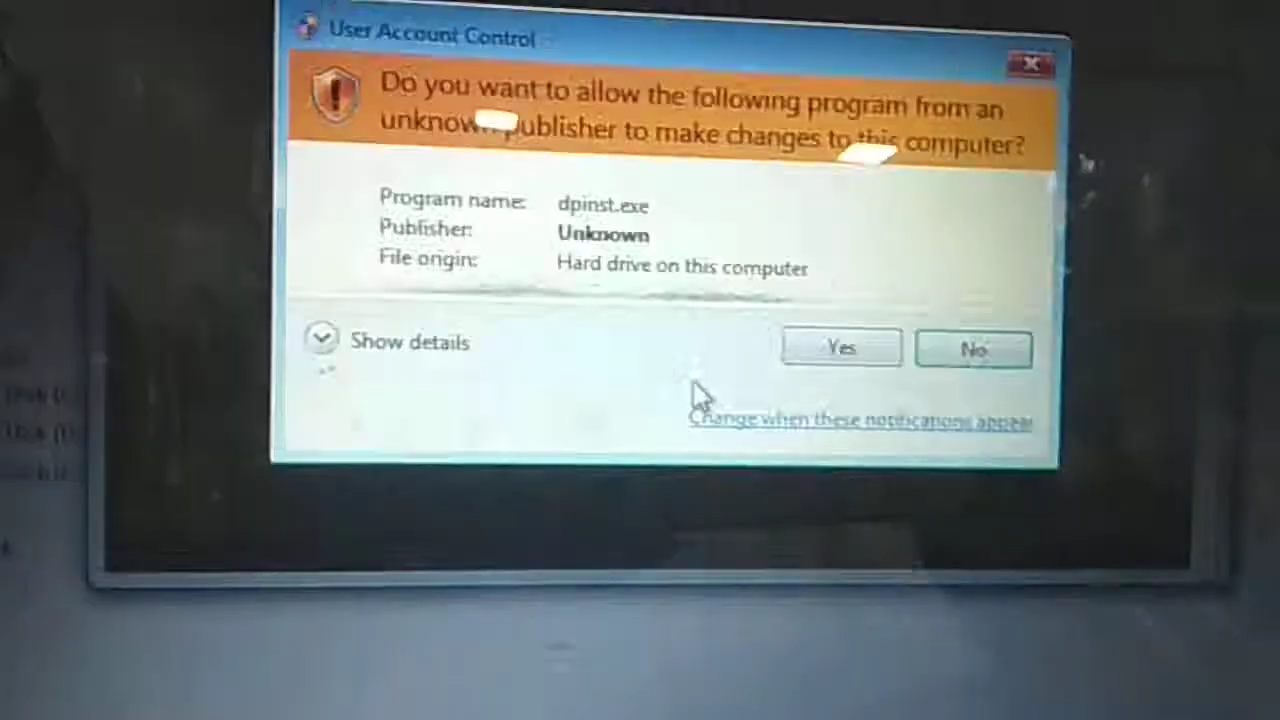 User Account Control
Do you want to allow the following program from an
unknown publisher to make changes to this computer?
Program name: dpinst.exe
Publisher: Unknown
File origin: Hard drive on this computer
Show details
Yes
No
Change when these notifications appear